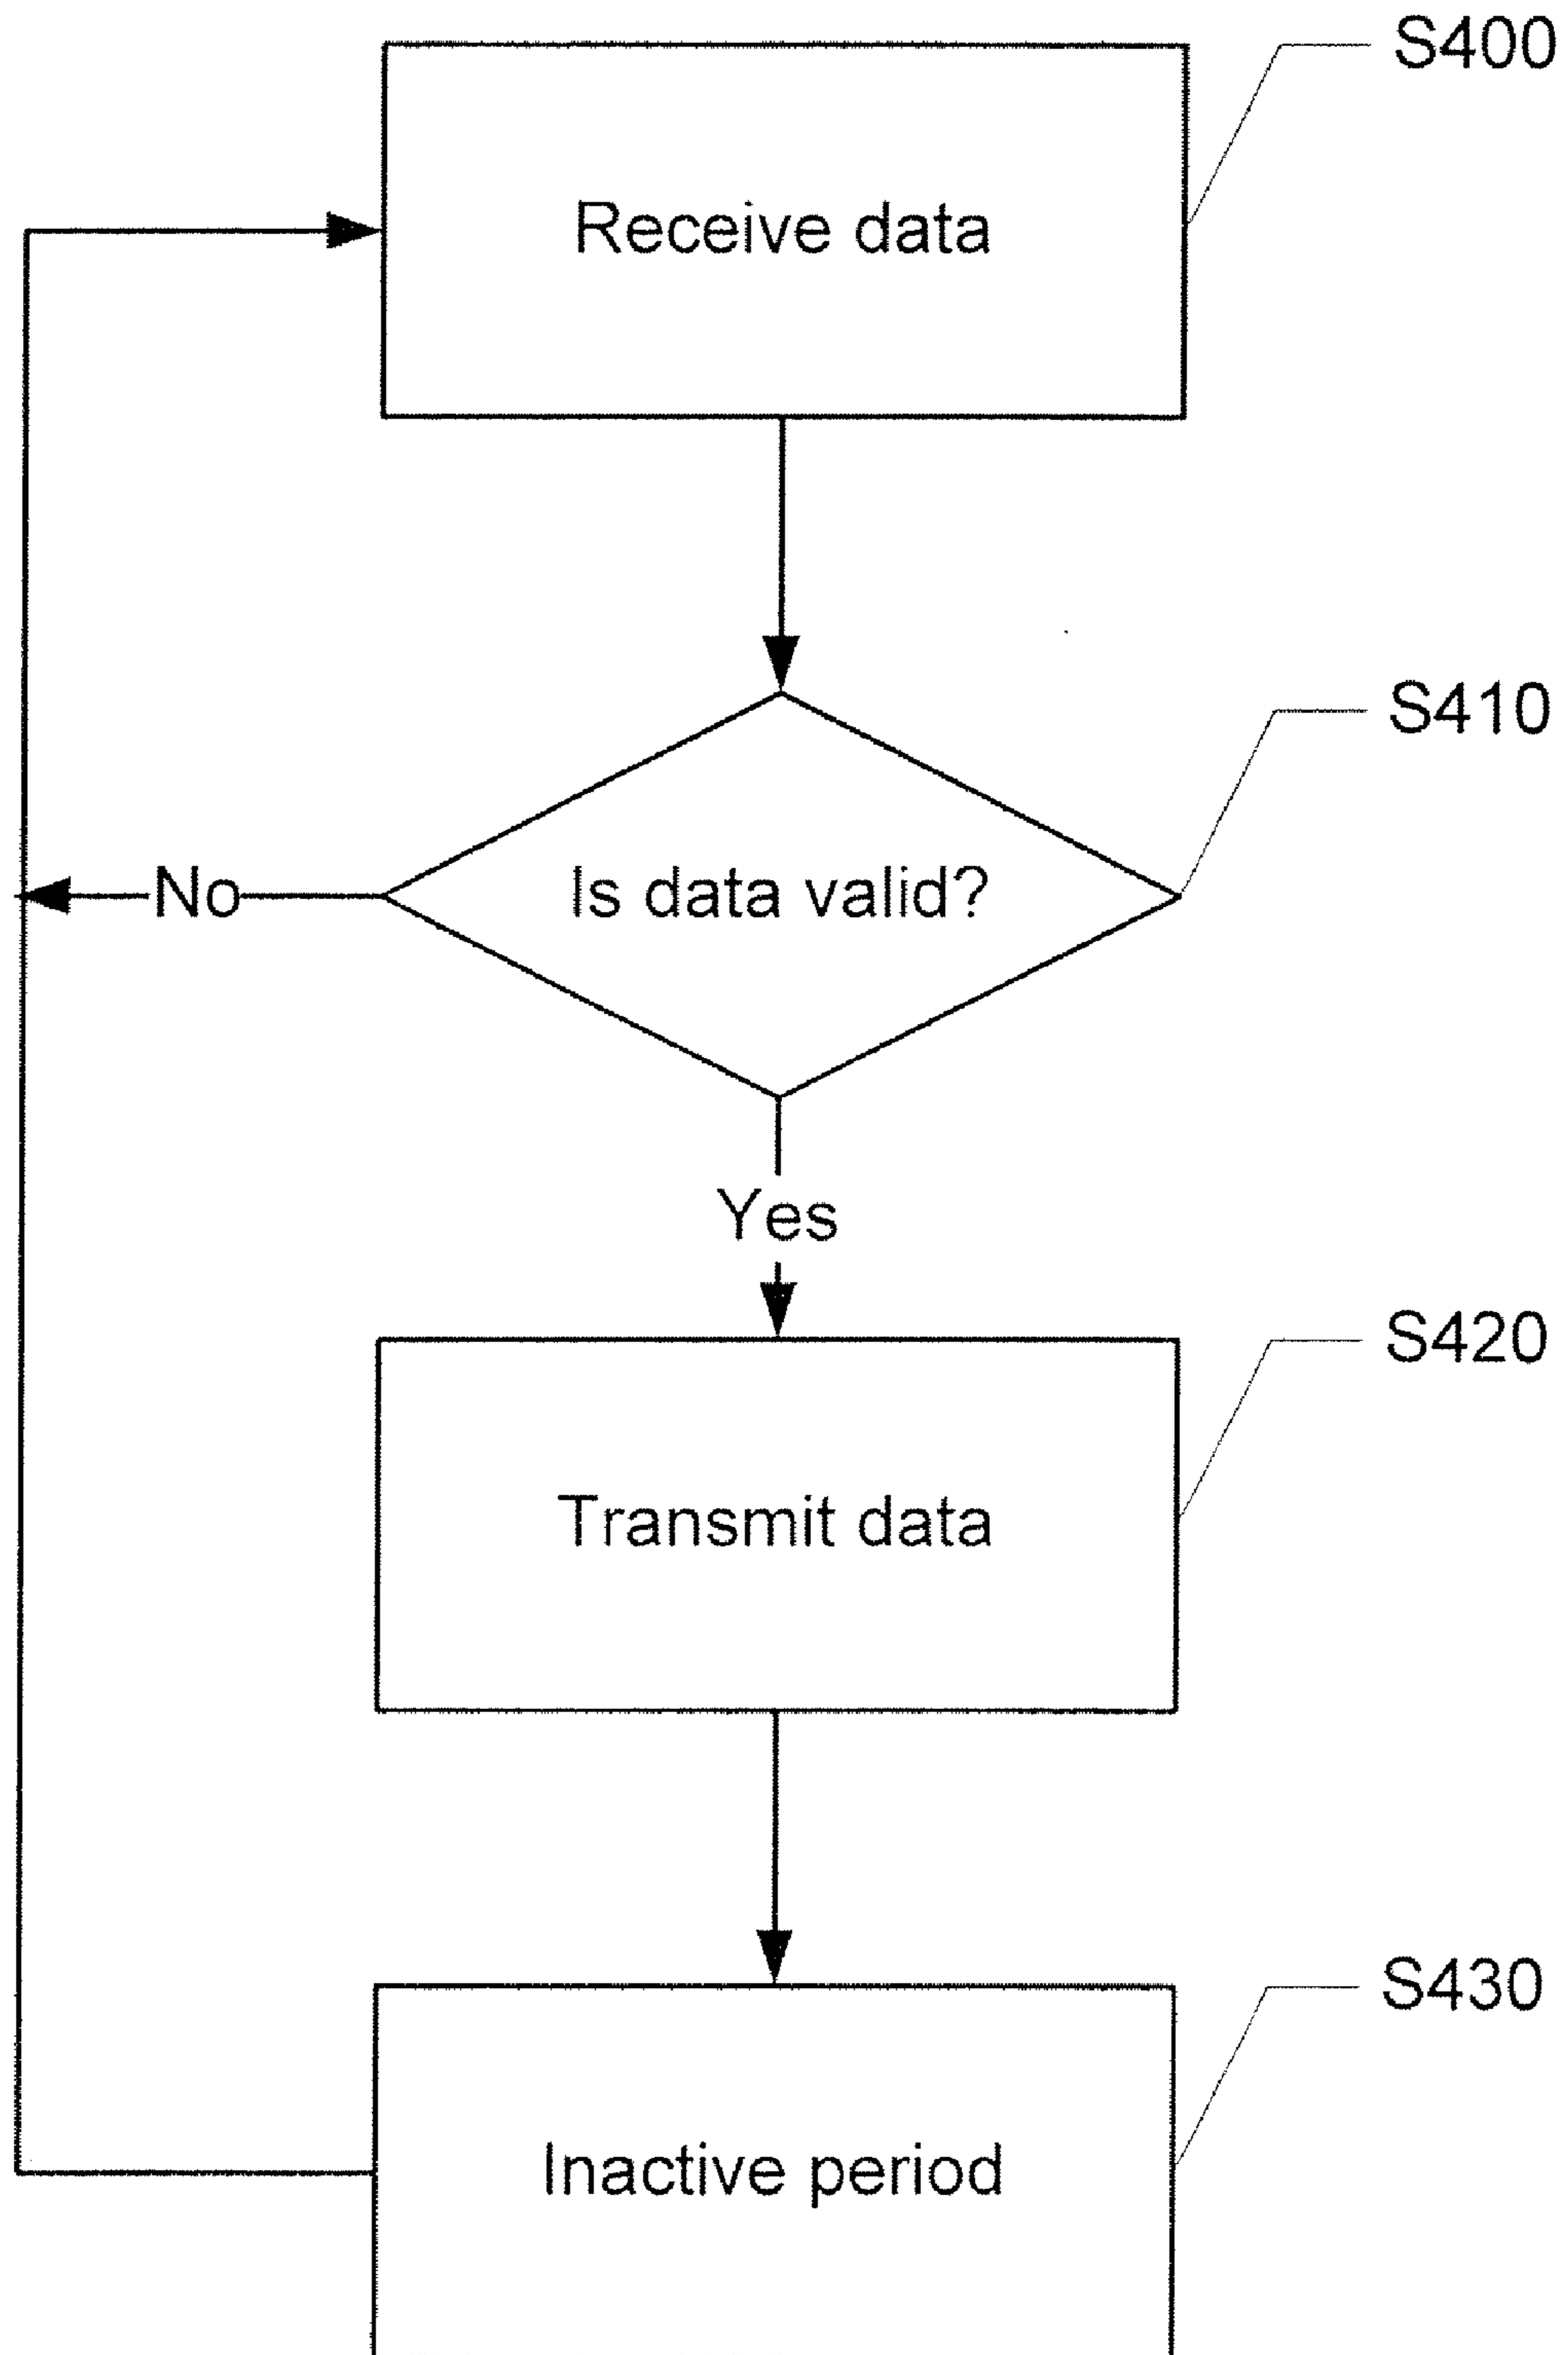 S400
Receive data
S410
Is data valid?
No
Yes
S420
Transmit data
S430
Inactive period